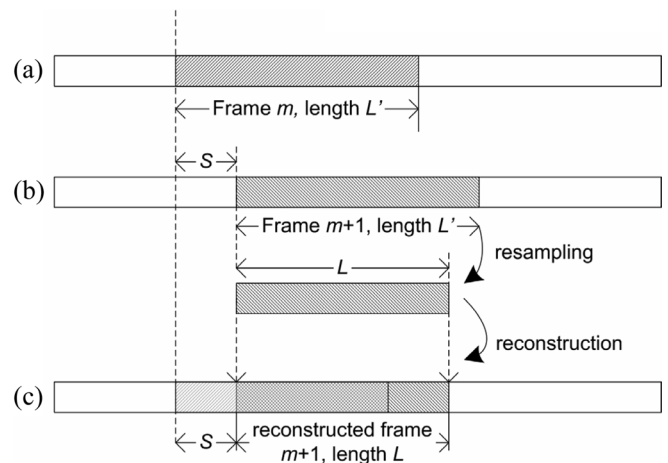 (a)
Frame m, length L'
S
(b)
Frame m+1, length L'
resampling
L
reconstruction
(c)
S
reconstructed frame
m+1, length L